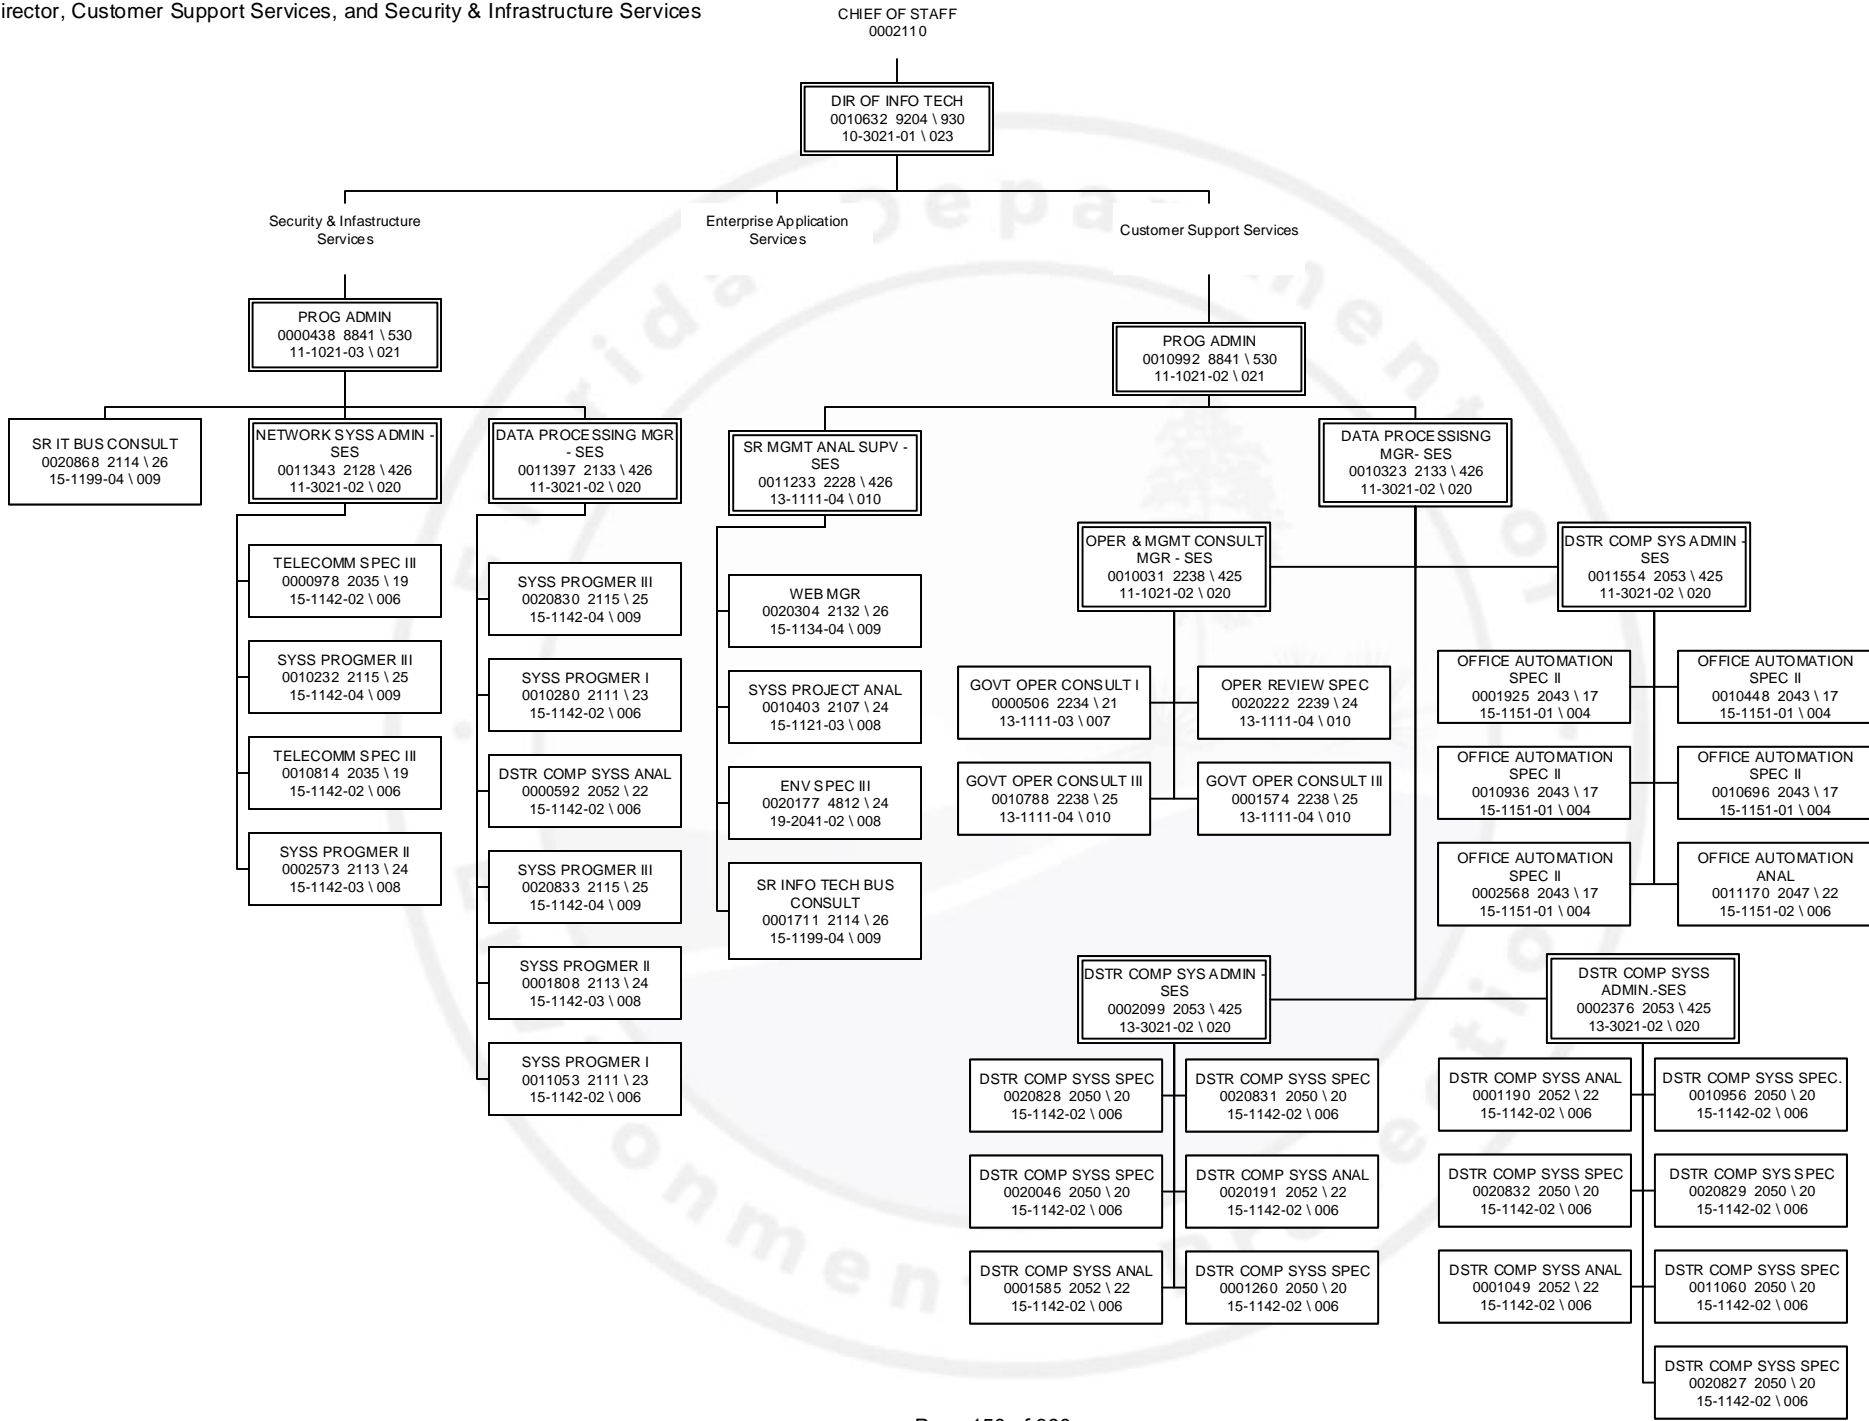 irector, Customer Support Services, and Security & Infrastructure Services
CHIEF OF STAFF
0002110
DIR OF INFO TECH
0010632 9204 \ 930
10-3021-01 \ 023
Security & Infastructure
Services
Enterprise Application
Services
Customer Support Services
PROG ADMIN
0000438 8841 \ 530
11-1021-03 \ 021
PROG ADMIN
0010992 8841 \ 530
11-1021-02 \ 021
SR IT BUS CONSULT
0020868 2114 \ 26
15-1199-04 \ 009
NETWORK SYSS ADMIN -
SES
0011343 2128 \ 426
11-3021-02 \ 020
DATA PROCESSING MGR
- SES
0011397 2133 \ 426
11-3021-02 \ 020
SR MGMT ANAL SUPV -
SES
0011233 2228 \ 426
13-1111-04 \ 010
DATA PROCESSISNG
MGR- SES
0010323 2133 \ 426
11-3021-02 \ 020
TELECOMM SPEC III
0000978 2035 \ 19
15-1142-02 \ 006
SYSS PROGMER III
0010232 2115 \ 25
15-1142-04 \ 009
TELECOMM SPEC III
0010814 2035 \ 19
15-1142-02 \ 006
SYSS PROGMER II
0002573 2113 \ 24
15-1142-03 \ 008
SYSS PROGMER III
0020830 2115 \ 25
15-1142-04 \ 009
SYSS PROGMER I
0010280 2111 \ 23
15-1142-02 \ 006
DSTR COMP SYSS ANAL
0000592 2052 \ 22
15-1142-02 \ 006
SYSS PROGMER III
0020833 2115 \ 25
15-1142-04 \ 009
SYSS PROGMER II
0001808 2113 \ 24
15-1142-03 \ 008
SYSS PROGMER I
0011053 2111 \ 23
15-1142-02 \ 006
WEB MGR
0020304 2132 \ 26
15-1134-04 \ 009
SYSS PROJECT ANAL
0010403 2107 \ 24
15-1121-03 \ 008
ENV SPEC III
0020177 4812 \ 24
19-2041-02 \ 008
SR INFO TECH BUS
CONSULT
0001711 2114 \ 26
15-1199-04 \ 009
OPER & MGMT CONSULT
MGR - SES
0010031 2238 \ 425
11-1021-02 \ 020
DSTR COMP SYS ADMIN -
SES
0011554 2053 \ 425
11-3021-02 \ 020
GOVT OPER CONSULT I
0000506 2234 \ 21
13-1111-03 \ 007
OPER REVIEW SPEC
0020222 2239 \ 24
13-1111-04 \ 010
GOVT OPER CONSULT III
0010788 2238 \ 25
13-1111-04 \ 010
GOVT OPER CONSULT III
0001574 2238 \ 25
13-1111-04 \ 010
OFFICE AUTOMATION
SPEC II
0001925 2043 \ 17
15-1151-01 \ 004
OFFICE AUTOMATION
SPEC II
0010448 2043 \ 17
15-1151-01 \ 004
OFFICE AUTOMATION
SPEC II
0010936 2043 \ 17
15-1151-01 \ 004
OFFICE AUTOMATION
SPEC II
0010696 2043 \ 17
15-1151-01 \ 004
OFFICE AUTOMATION
SPEC II
0002568 2043 \ 17
15-1151-01 \ 004
OFFICE AUTOMATION
ANAL
0011170 2047 \ 22
15-1151-02 \ 006
DSTR COMP SYS ADMIN -
SES
0002099 2053 \ 425
13-3021-02 \ 020
DSTR COMP SYSS
ADMIN.-SES
0002376 2053 \ 425
13-3021-02 \ 020
DSTR COMP SYSS SPEC
0020828 2050 \ 20
15-1142-02 \ 006
DSTR COMP SYSS SPEC
0020831 2050 \ 20
15-1142-02 \ 006
DSTR COMP SYSS SPEC
0020046 2050 \ 20
15-1142-02 \ 006
DSTR COMP SYSS ANAL
0020191 2052 \ 22
15-1142-02 \ 006
DSTR COMP SYSS ANAL
0001585 2052 \ 22
15-1142-02 \ 006
DSTR COMP SYSS SPEC
0001260 2050 \ 20
15-1142-02 \ 006
DSTR COMP SYSS ANAL
0001190 2052 \ 22
15-1142-02 \ 006
DSTR COMP SYSS SPEC.
0010956 2050 \ 20
15-1142-02 \ 006
DSTR COMP SYSS SPEC
0020832 2050 \ 20
15-1142-02 \ 006
DSTR COMP SYS SPEC
0020829 2050 \ 20
15-1142-02 \ 006
DSTR COMP SYSS ANAL
0001049 2052 \ 22
15-1142-02 \ 006
DSTR COMP SYSS SPEC
0011060 2050 \ 20
15-1142-02 \ 006
DSTR COMP SYSS SPEC
0020827 2050 \ 20
15-1142-02 \ 006